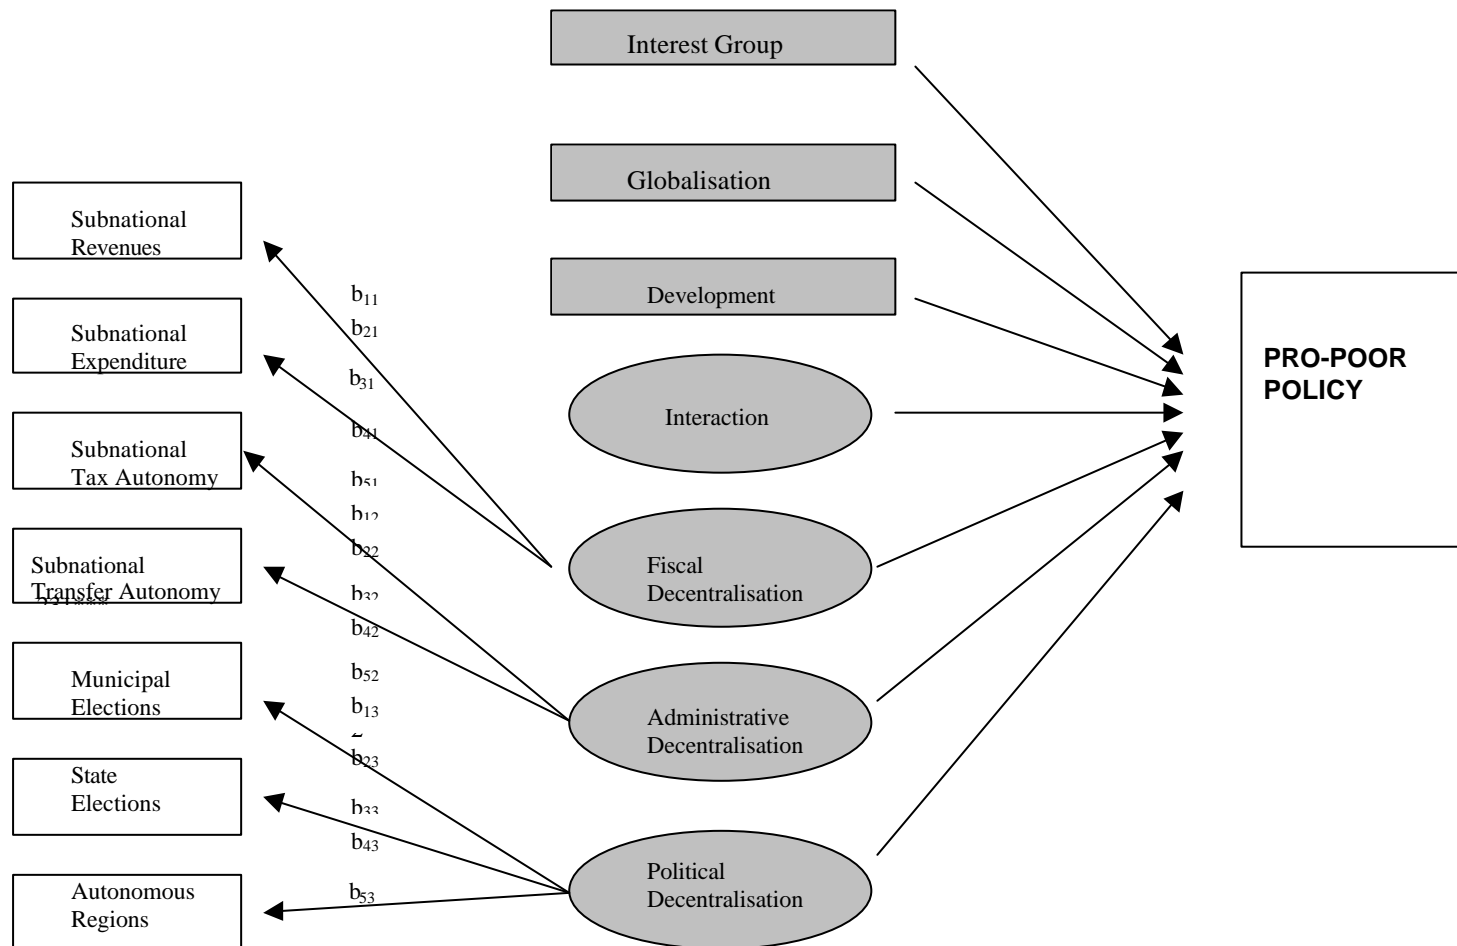 Interest Group
Globalisation
Development
Interaction
Fiscal
Decentralisation
Administrative
Decentralisation
Political
Decentralisation
Subnational
Revenues
Subnational
Expenditure
Subnational
Tax Autonomy
Subnational
Transfer Autonomy
Municipal
Elections
State
Elections
Autonomous
Regions
b11
b21
b31
b41
b51
b12
b22
b32
b42
b52
b13
b23
b33
b43
b53
PRO-POOR
POLICY